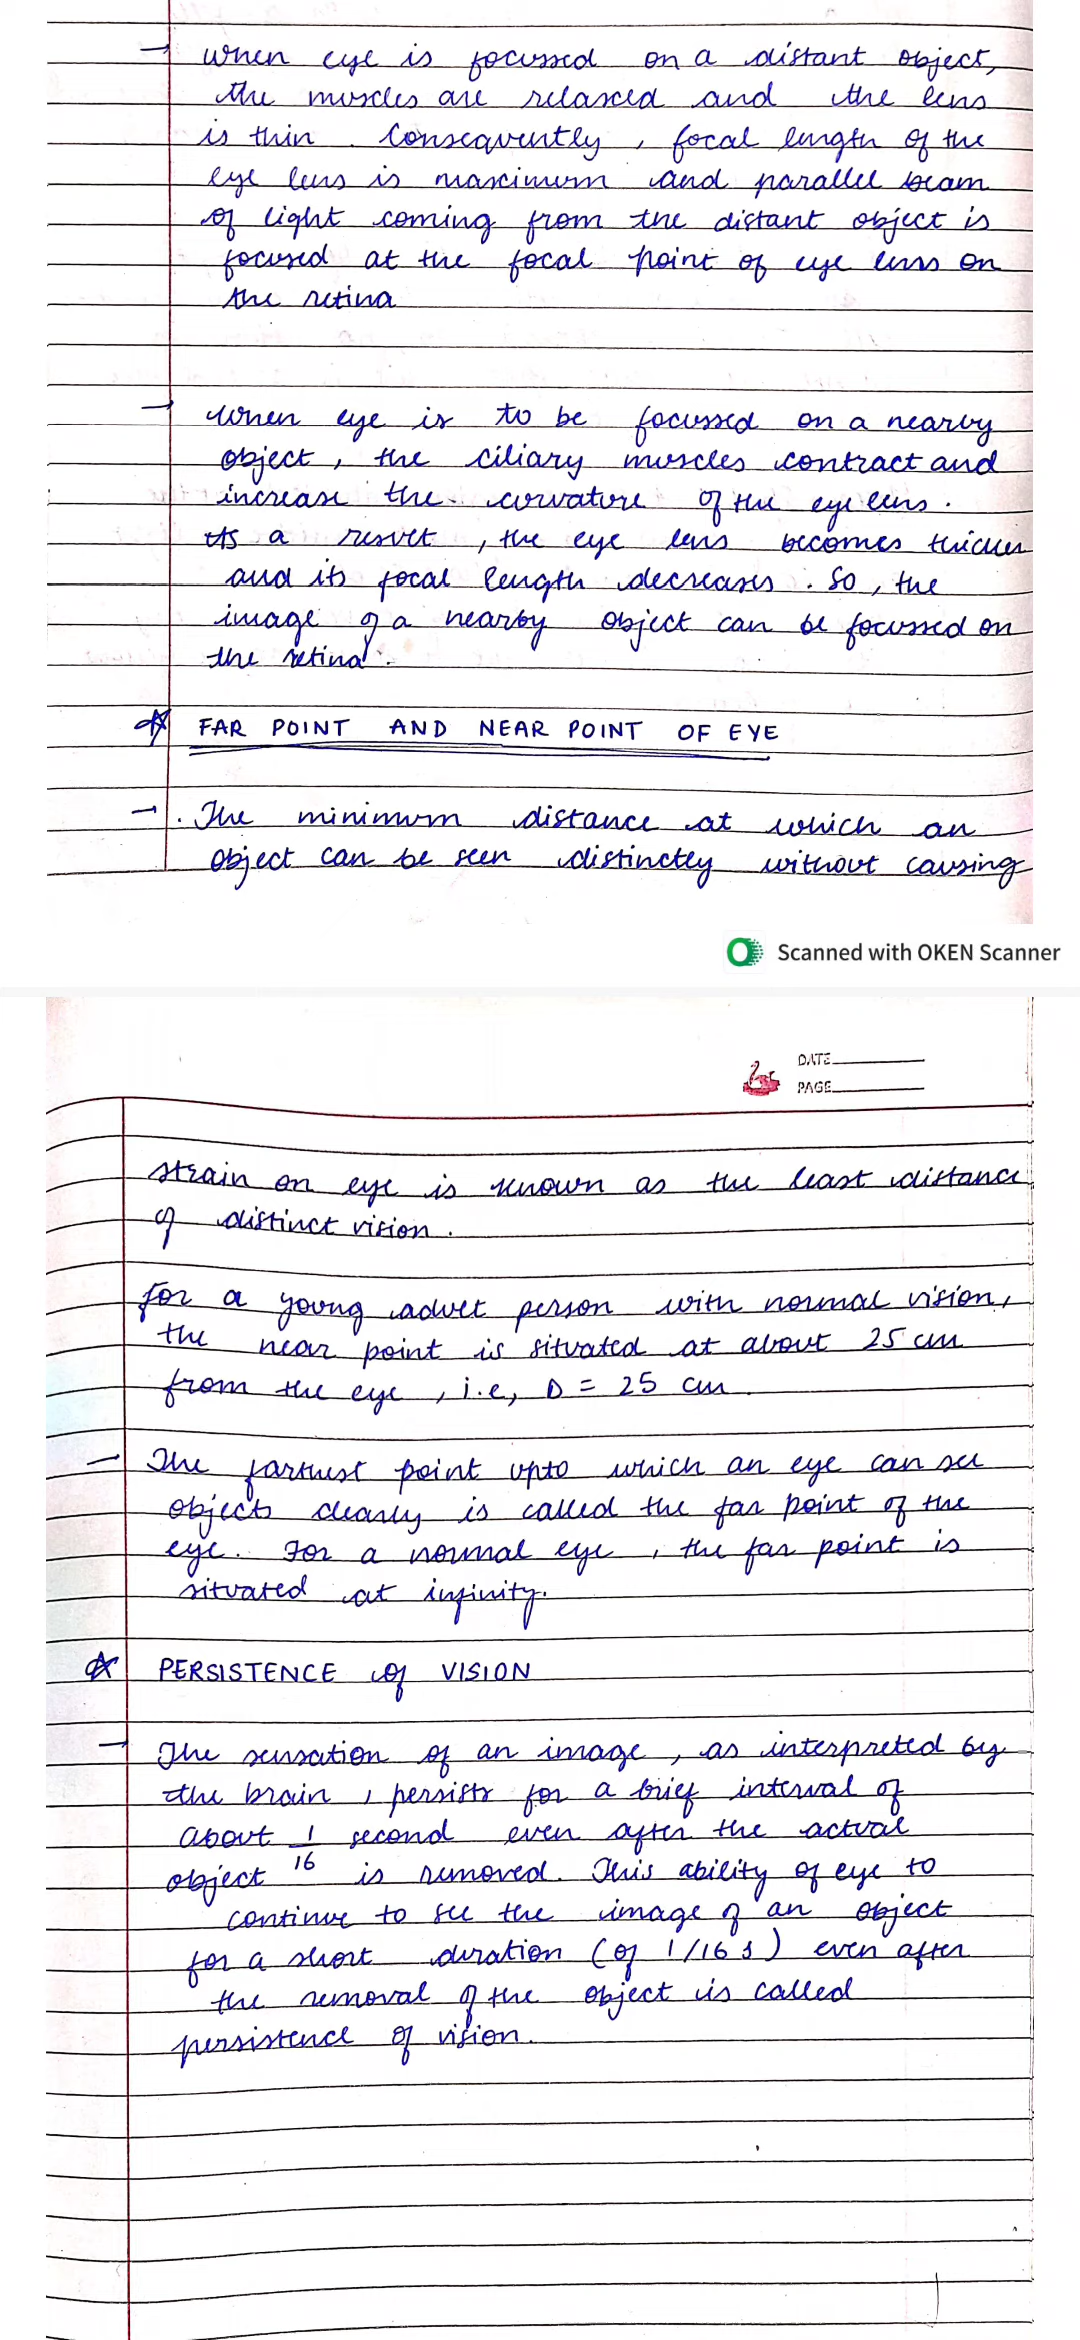 → when eye is focussed on a distant object,
the muscles are relaxed and the lens
is thin. Consequently, focal length of the
eye lens is maximum and parallel beam
of light coming from the distant object is
focused at the focal point of eye lens on
the retina
→ when eye is to be focussed on a nearby
object, the ciliary muscles contract and
increase the curvature of the eye lens.
As a result, the eye lens becomes thicker
and its focal length decreases. So, the
image of a nearby object can be focussed on
the retina.
☆ FAR POINT AND NEAR POINT OF EYE
→ . The minimum distance at which an
object can be seen distinctly without causing
Scanned with OKEN Scanner
DATE
PAGE
strain on eye is known as the least distance
of distinct vision.
for a young adult person with normal vision,
the near point is situated at about 25 cm
from the eye, i.e, D = 25 cm.
→ The farthest point upto which an eye can see
objects clearly is called the far point of the
eye. For a normal eye, the far point is
situated at infinity.
☆ PERSISTENCE of VISION
→ The sensation of an image, as interpreted by
the brain, persists for a brief interval of
about 1/16 second even after the actual
object is removed. This ability of eye to
continue to see the image of an object
for a short duration (of 1/16 s) even after
the removal of the object is called
persistence of vision.